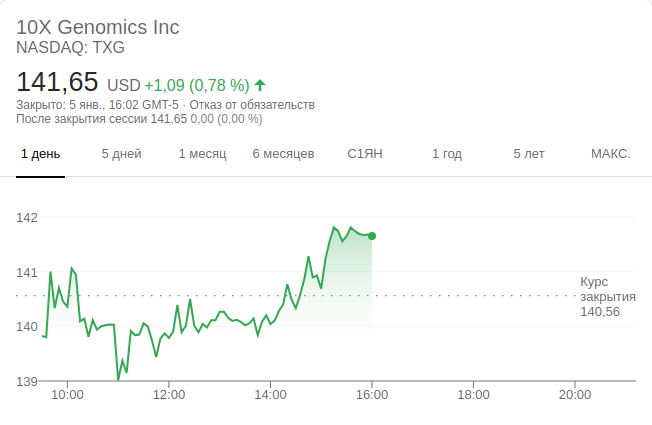 10X Genomics Inc
NASDAQ: TXG
141,65 USD +1,09 (0,78 %)
Закрыто: 5 янв., 16:02 GMT-5 · Отказ от обязательств
После закрытия сессии 141,65 0,00 (0,00 %)
1 день 5 дней 1 месяц 6 месяцев С1ЯН 1 год 5 лет МАКС.
142
141
Курс
закрытия
140,56
140
139
10:00 12:00 14:00 16:00 18:00 20:00